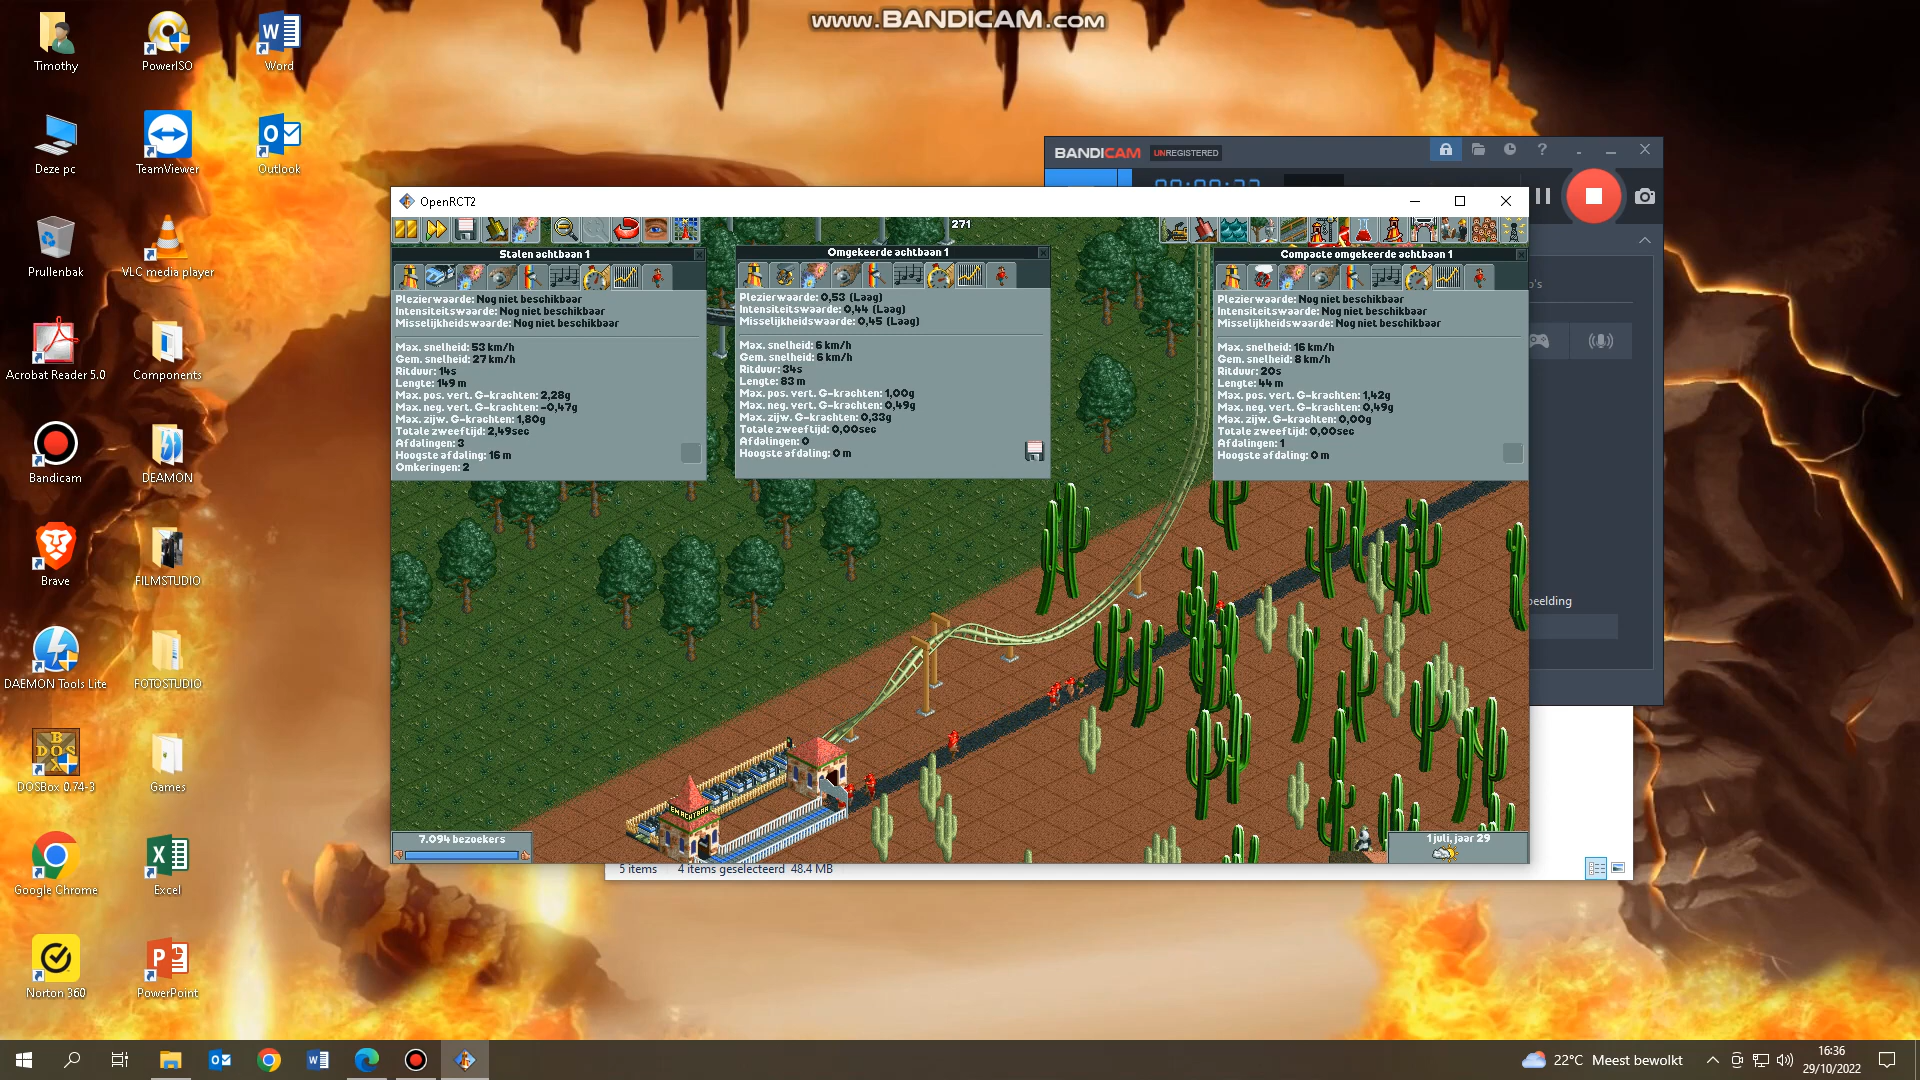 www.BANDICAM.com
Timothy
PowerISO
Word
Deze pc
TeamViewer
Outlook
Prullenbak
VLC media player
Acrobat Reader 5.0
Components
Bandicam
DEAMON
Brave
FILMSTUDIO
DAEMON Tools Lite
FOTOSTUDIO
DOSBox 0.74-3
Games
Google Chrome
Excel
Norton 360
PowerPoint
BANDICAM UNREGISTERED
OpenRCT2
271
Stalen achtbaan 1
Plezierwaarde: Nog niet beschikbaar
Intensiteitswaarde: Nog niet beschikbaar
Misselijkheidswaarde: Nog niet beschikbaar
Max. snelheid: 53 km/h
Gem. snelheid: 27 km/h
Ritduur: 14s
Lengte: 149 m
Max. pos. vert. G-krachten: 2,28g
Max. neg. vert. G-krachten: -0,47g
Max. zijw. G-krachten: 1,80g
Totale zweeftijd: 2,49sec
Afdalingen: 3
Hoogste afdaling: 16 m
Omkeringen: 2
Omgekeerde achtbaan 1
Plezierwaarde: 0,53 (Laag)
Intensiteitswaarde: 0,44 (Laag)
Misselijkheidswaarde: 0,45 (Laag)
Max. snelheid: 6 km/h
Gem. snelheid: 6 km/h
Ritduur: 34s
Lengte: 83 m
Max. pos. vert. G-krachten: 1,00g
Max. neg. vert. G-krachten: 0,49g
Max. zijw. G-krachten: 0,33g
Totale zweeftijd: 0,00sec
Afdalingen: 0
Hoogste afdaling: 0 m
Compacte omgekeerde achtbaan 1
Plezierwaarde: Nog niet beschikbaar
Intensiteitswaarde: Nog niet beschikbaar
Misselijkheidswaarde: Nog niet beschikbaar
Max. snelheid: 16 km/h
Gem. snelheid: 8 km/h
Ritduur: 20s
Lengte: 44 m
Max. pos. vert. G-krachten: 1,42g
Max. neg. vert. G-krachten: 0,49g
Max. zijw. G-krachten: 0,00g
Totale zweeftijd: 0,00sec
Afdalingen: 1
Hoogste afdaling: 0 m
beelding
7.094 bezoekers
1 juli, jaar 29
5 items
4 items geselecteerd 48.4 MB
22°C Meest bewolkt
16:36
29/10/2022